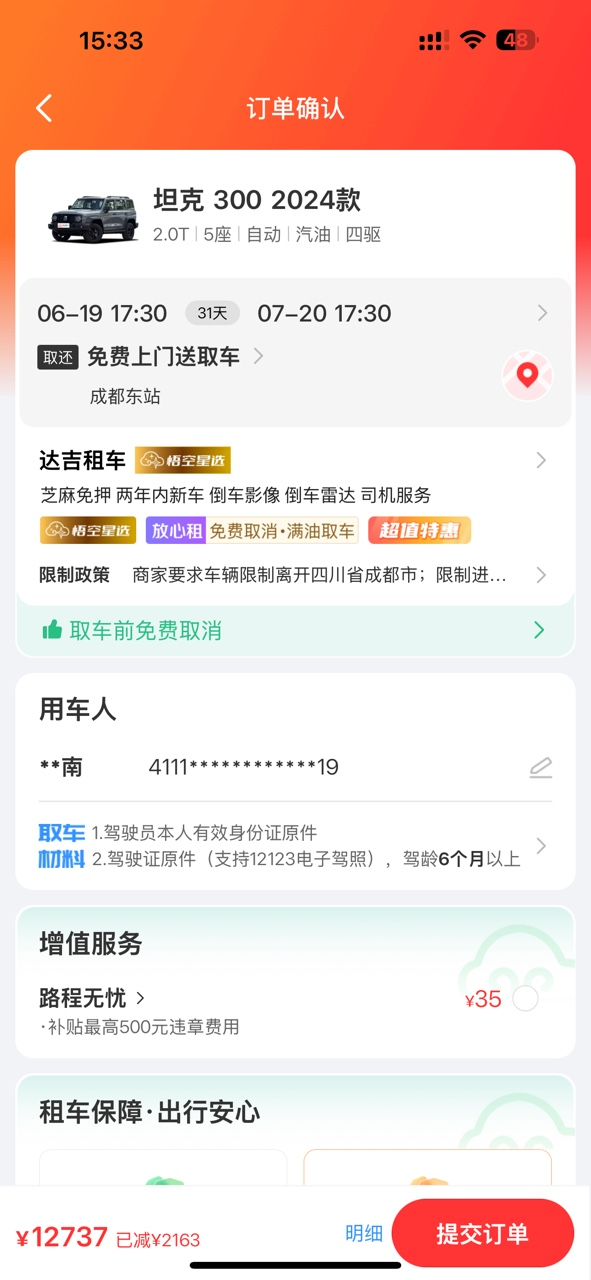 15:33
48
订单确认
坦克 300 2024款
2.0T | 5座 | 自动 | 汽油 | 四驱
06-19 17:30 31天 07-20 17:30
取还 免费上门送取车
成都东站
达吉租车 悟空星选
芝麻免押 两年内新车 倒车影像 倒车雷达 司机服务
悟空星选 放心租 免费取消·满油取车 超值特惠
限制政策 商家要求车辆限制离开四川省成都市；限制进...
取车前免费取消
用车人
**南 4111************19
取车材料
1.驾驶员本人有效身份证原件
2.驾驶证原件（支持12123电子驾照），驾龄6个月以上
增值服务
路程无忧 ¥35
·补贴最高500元违章费用
租车保障·出行安心
¥12737 已减¥2163 明细 提交订单